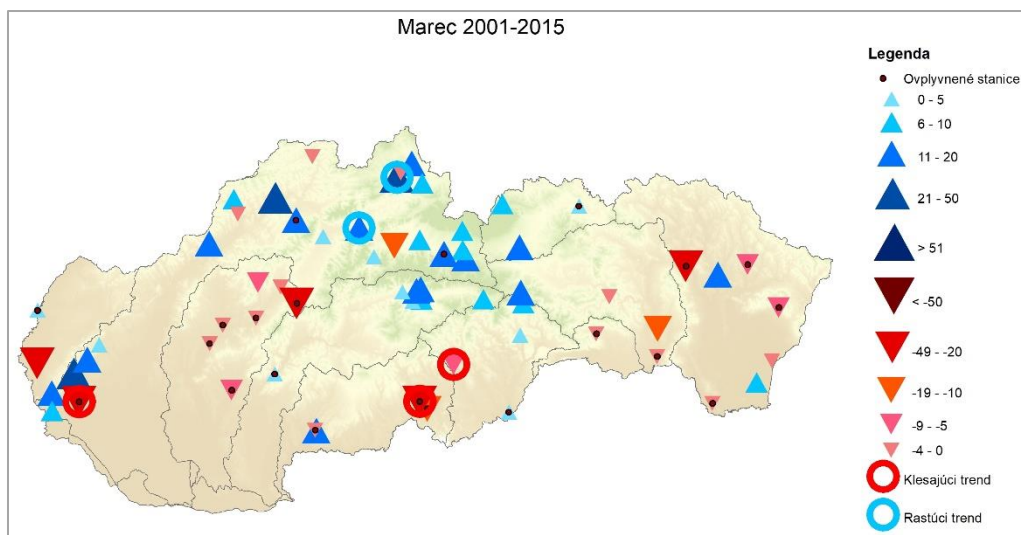 Marec 2001-2015
Legenda
Ovplyvnené stanice
0 - 5
6 - 10
11 - 20
21 - 50
> 51
< -50
-49 - -20
-19 - -10
-9 - -5
-4 - 0
Klesajúci trend
Rastúci trend